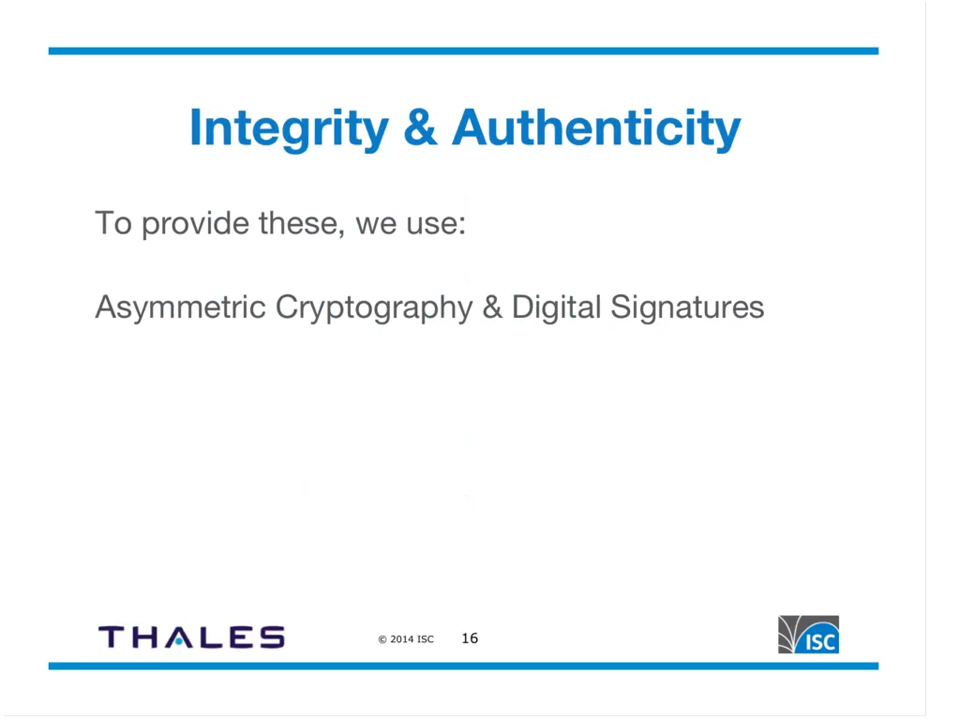 Integrity & Authenticity
To provide these, we use:
Asymmetric Cryptography & Digital Signatures
THALES
© 2014 ISC
16
ISC